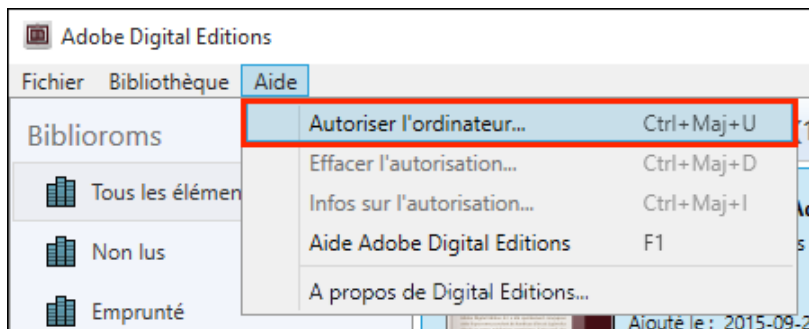 Adobe Digital Editions
Fichier Bibliothèque Aide
Biblioroms
Autoriser l'ordinateur... Ctrl+Maj+U
Tous les élémen
Effacer l'autorisation... Ctrl+Maj+D
Infos sur l'autorisation... Ctrl+Maj+I
Non lus
Aide Adobe Digital Editions F1
Emprunté
A propos de Digital Editions...
Ajouté le : 2015-09-2